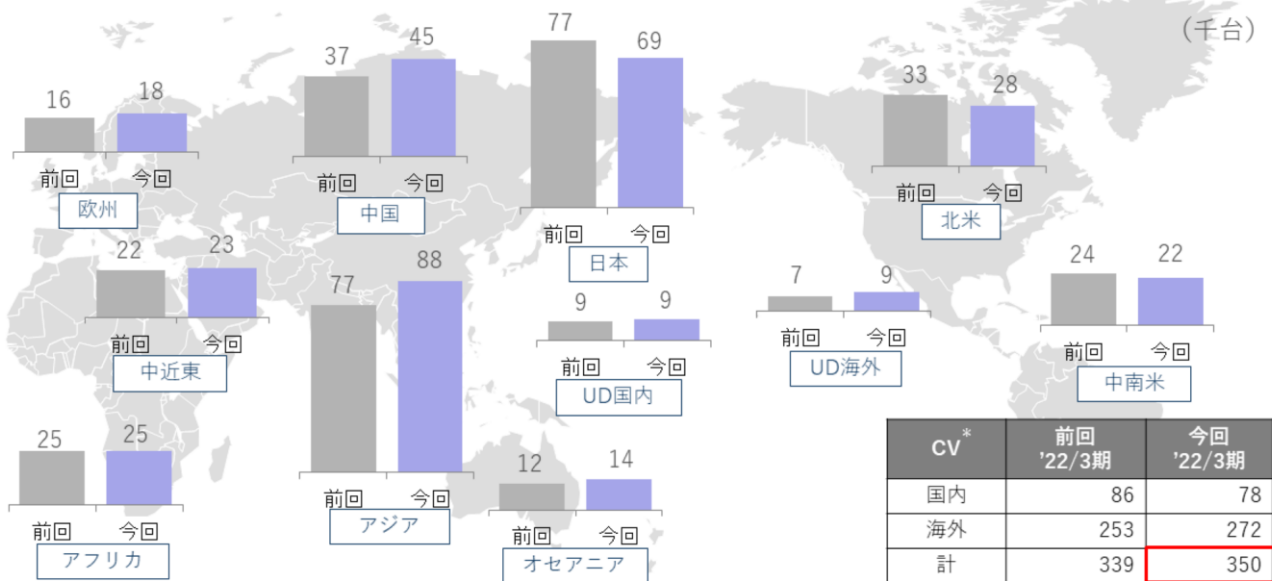 (千台)
16
18
前回
今回
欧州
37
45
前回
今回
中国
77
69
前回
今回
日本
33
28
前回
今回
北米
22
23
前回
今回
中近東
77
88
前回
今回
アジア
9
9
前回
今回
UD国内
7
9
前回
今回
UD海外
24
22
前回
今回
中南米
25
25
前回
今回
アフリカ
12
14
前回
今回
オセアニア
CV* 前回 '22/3期 今回 '22/3期
国内 86 78
海外 253 272
計 339 350